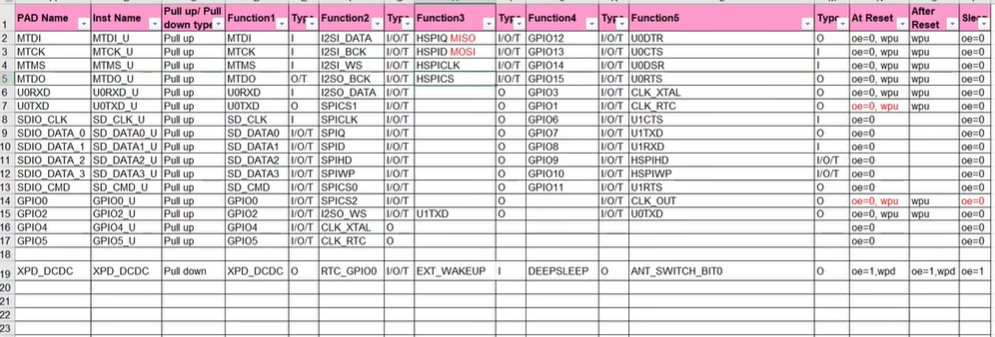 PAD Name Inst Name Pull up/ Pull down type Function1 Typ Function2 Typ Function3 Typ Function4 Typ Function5 Type At Reset After Reset Sleep
1
2 MTDI MTDI_U Pull up MTDI I I2SI_DATA I/O/T HSPIQ MISO I/O/T GPIO12 I/O/T U0DTR O oe=0, wpu wpu oe=0
3 MTCK MTCK_U Pull up MTCK I I2SI_BCK I/O/T HSPID MOSI I/O/T GPIO13 I/O/T U0CTS I oe=0, wpu wpu oe=0
4 MTMS MTMS_U Pull up MTMS I I2SI_WS I/O/T HSPICLK I/O/T GPIO14 I/O/T U0DSR I oe=0, wpu wpu oe=0
5 MTDO MTDO_U Pull up MTDO O/T I2SO_BCK I/O/T HSPICS I/O/T GPIO15 I/O/T U0RTS O oe=0, wpu wpu oe=0
6 U0RXD U0RXD_U Pull up U0RXD I I2SO_DATA I/O/T O GPIO3 I/O/T CLK_XTAL O oe=0, wpu wpu oe=0
7 U0TXD U0TXD_U Pull up U0TXD O SPICS1 I/O/T O GPIO1 I/O/T CLK_RTC O oe=0, wpu wpu oe=0
8 SDIO_CLK SD_CLK_U Pull up SD_CLK I SPICLK I/O/T O GPIO6 I/O/T U1CTS I oe=0 oe=0
9 SDIO_DATA_0 SD_DATA0_U Pull up SD_DATA0 I/O/T SPIQ I/O/T O GPIO7 I/O/T U1TXD O oe=0 oe=0
10 SDIO_DATA_1 SD_DATA1_U Pull up SD_DATA1 I/O/T SPID I/O/T O GPIO8 I/O/T U1RXD I oe=0 oe=0
11 SDIO_DATA_2 SD_DATA2_U Pull up SD_DATA2 I/O/T SPIHD I/O/T O GPIO9 I/O/T HSPIHD I/O/T oe=0 oe=0
12 SDIO_DATA_3 SD_DATA3_U Pull up SD_DATA3 I/O/T SPIWP I/O/T O GPIO10 I/O/T HSPIWP I/O/T oe=0 oe=0
13 SDIO_CMD SD_CMD_U Pull up SD_CMD I/O/T SPICS0 I/O/T O GPIO11 I/O/T U1RTS O oe=0 oe=0
14 GPIO0 GPIO0_U Pull up GPIO0 I/O/T SPICS2 I/O/T O I/O/T CLK_OUT O oe=0, wpu wpu oe=0
15 GPIO2 GPIO2_U Pull up GPIO2 I/O/T I2SO_WS I/O/T U1TXD O I/O/T U0TXD O oe=0, wpu wpu oe=0
16 GPIO4 GPIO4_U Pull up GPIO4 I/O/T CLK_XTAL O oe=0 oe=0
17 GPIO5 GPIO5_U Pull up GPIO5 I/O/T CLK_RTC O oe=0 oe=0
18
19 XPD_DCDC XPD_DCDC Pull down XPD_DCDC O RTC_GPIO0 I/O/T EXT_WAKEUP I DEEPSLEEP O ANT_SWITCH_BIT0 O oe=1,wpd oe=1,wpd oe=1
20
21
22
23